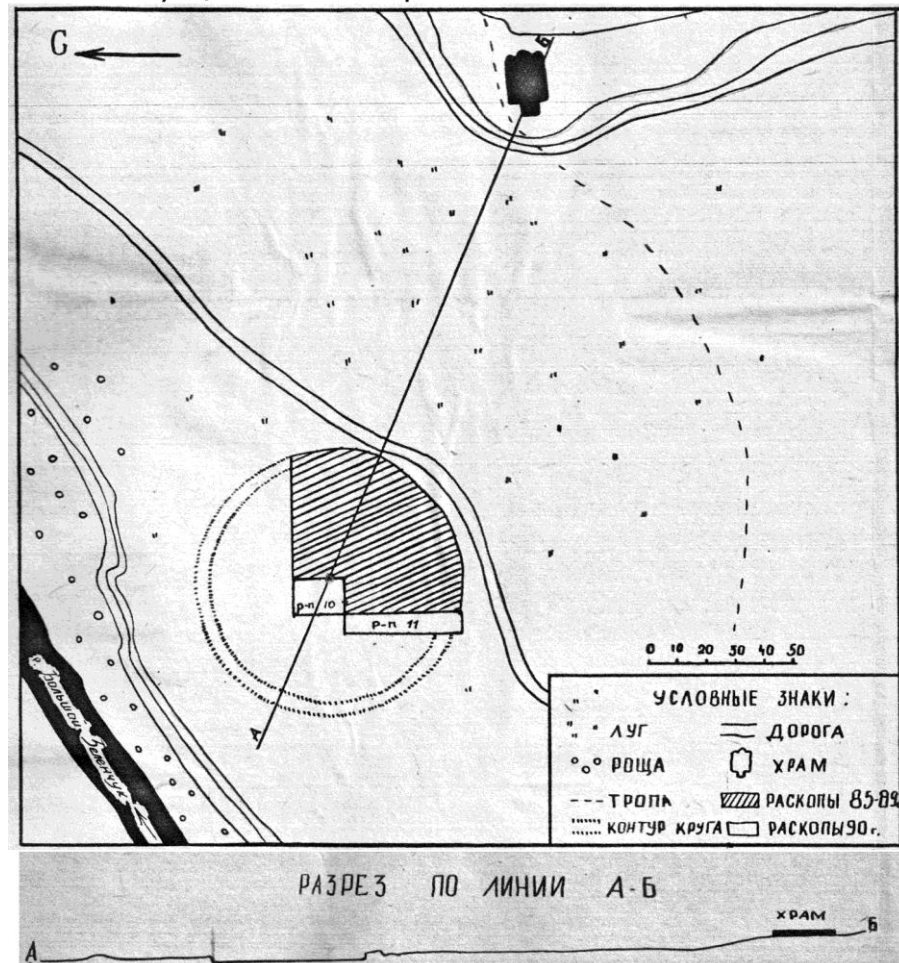 С
Б
р-п 10
р-п 11
А
р. Большой Зеленчук
0 10 20 30 40 50
УСЛОВНЫЕ ЗНАКИ:
ЛУГ
ДОРОГА
РОЩА
ХРАМ
ТРОПА
РАСКОПЫ 85-89
КОНТУР КРУГА
РАСКОПЫ 90 г.
РАЗРЕЗ ПО ЛИНИИ А-Б
ХРАМ
А
Б